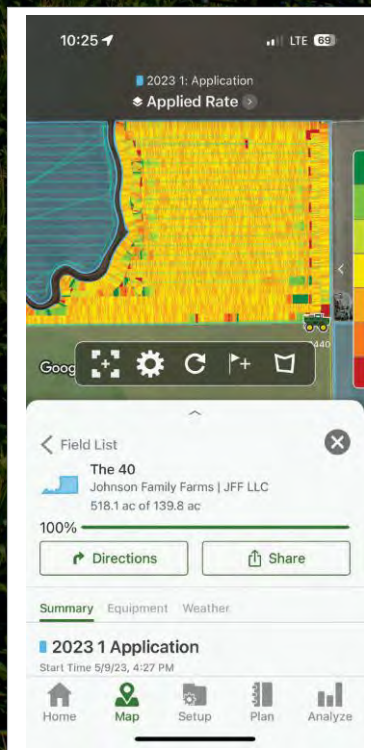 10:25
LTE 69
2023 1: Application
Applied Rate
440
Goog
Field List
The 40
Johnson Family Farms | JFF LLC
518.1 ac of 139.8 ac
100%
Directions
Share
Summary Equipment Weather
2023 1 Application
Start Time 5/9/23, 4:27 PM
Home Map Setup Plan Analyze